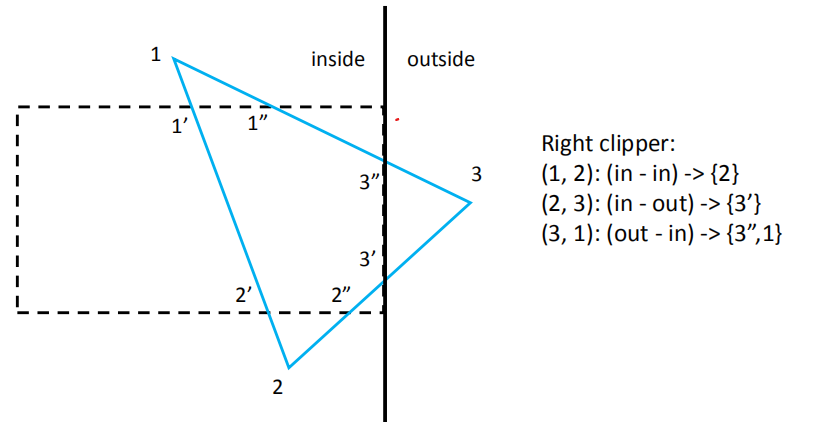 1
inside
outside
1’
1”
3”
3
3’
2’
2”
2
Right clipper:
(1, 2): (in - in) -> {2}
(2, 3): (in - out) -> {3’}
(3, 1): (out - in) -> {3”,1}